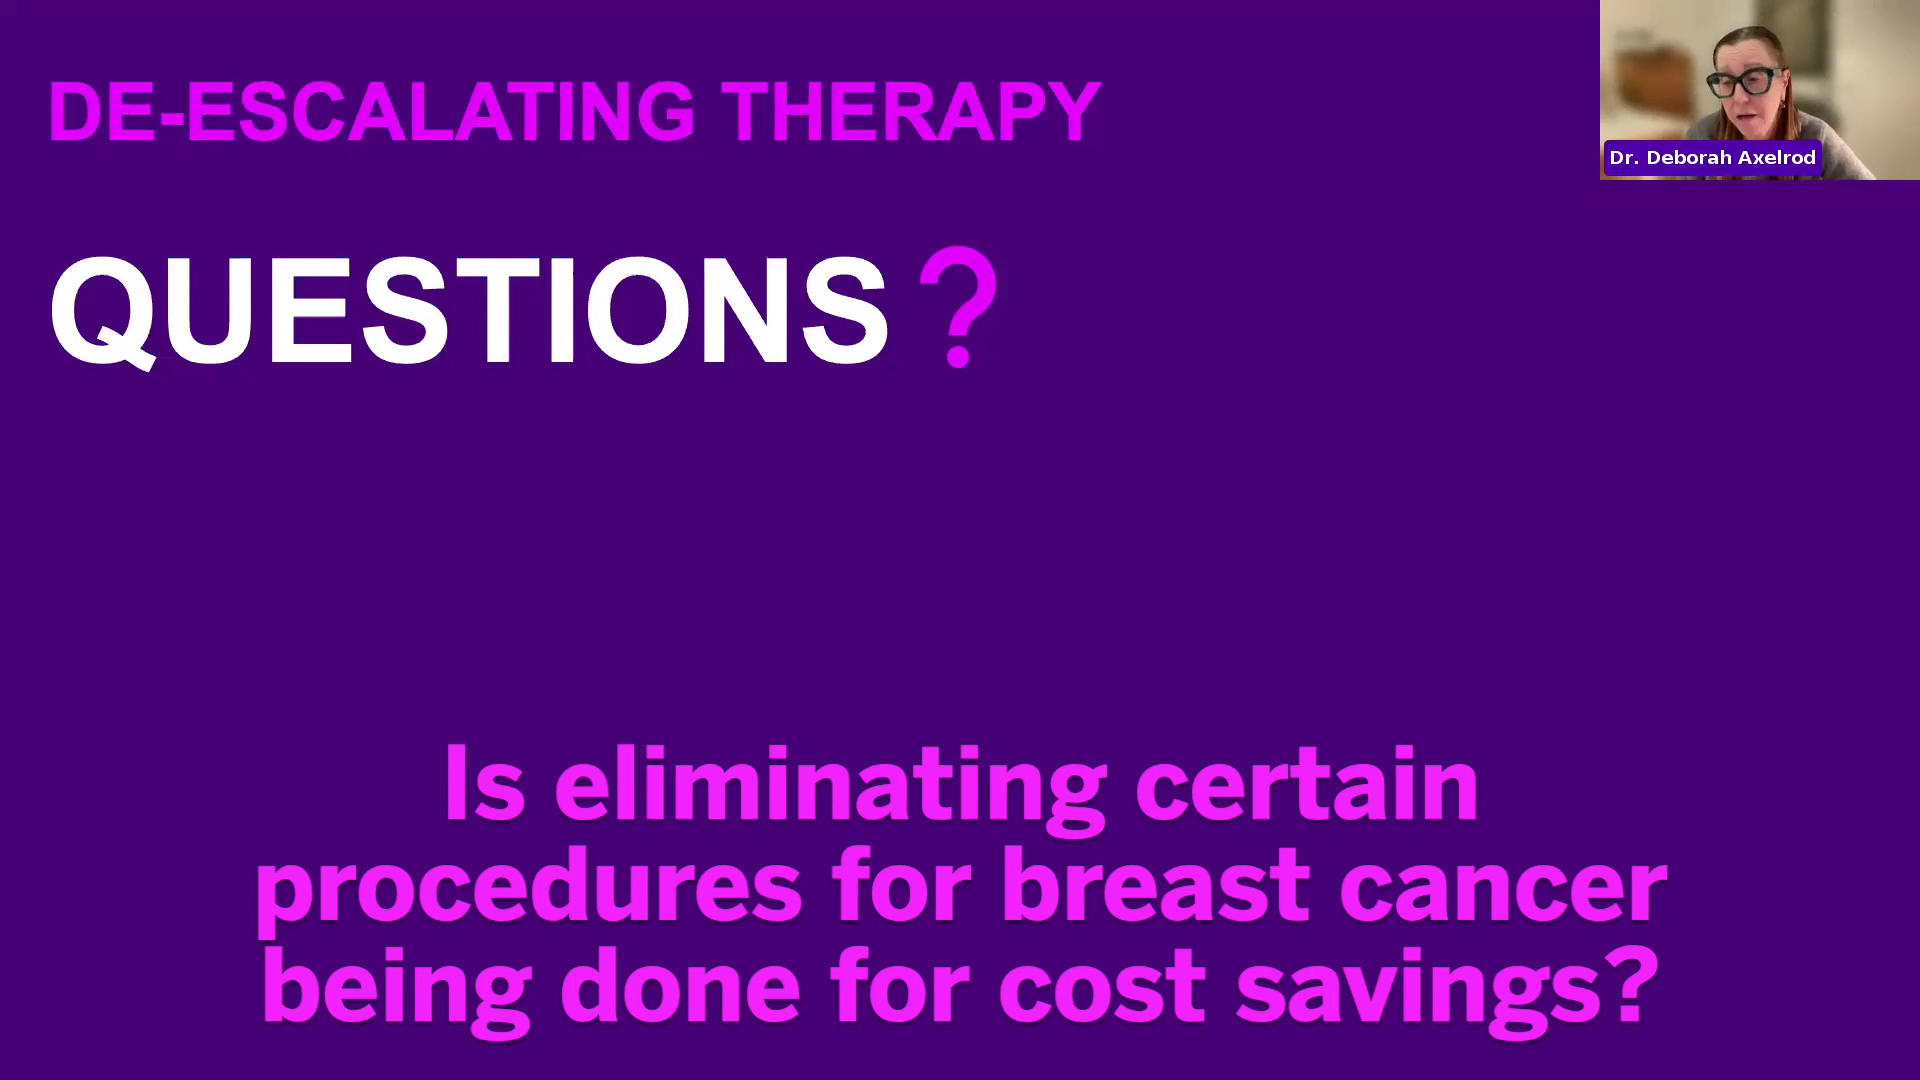 DE-ESCALATING THERAPY
Dr. Deborah Axelrod
QUESTIONS?
Is eliminating certain
procedures for breast cancer
being done for cost savings?